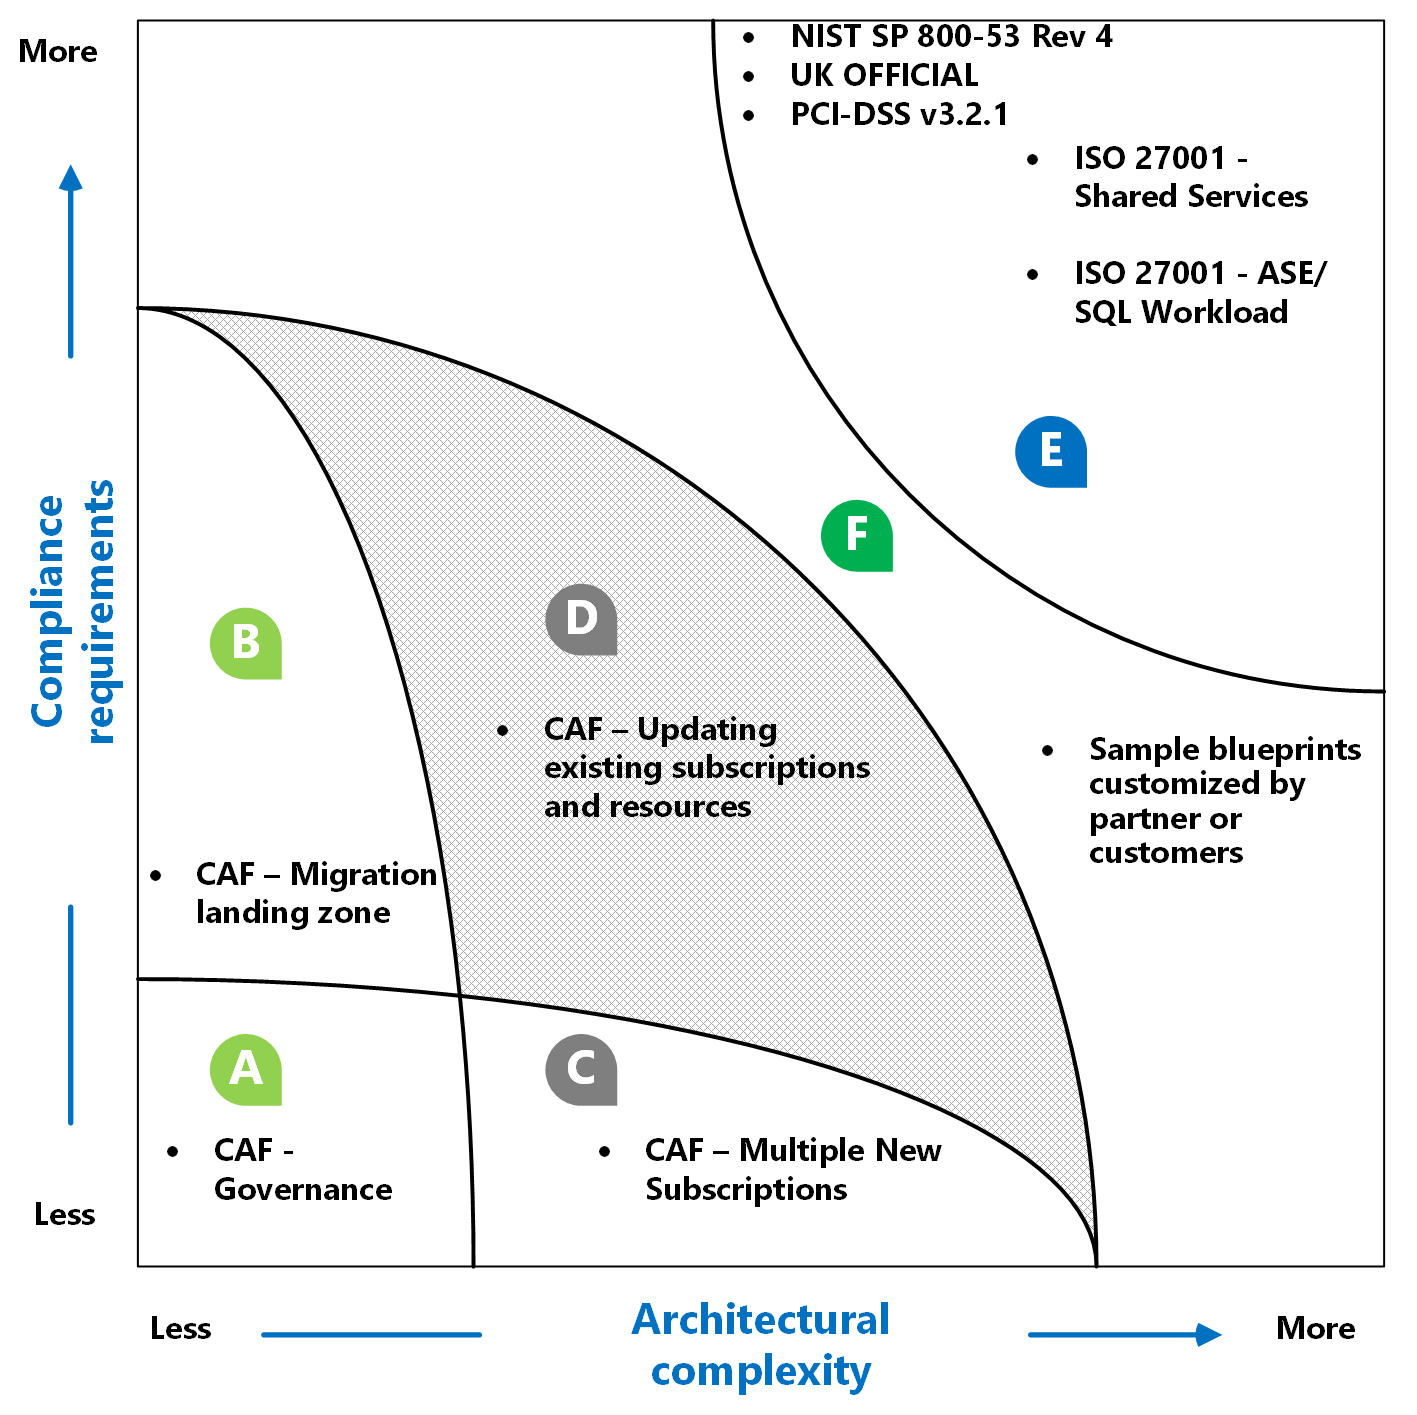 More
• NIST SP 800-53 Rev 4
• UK OFFICIAL
• PCI-DSS v3.2.1
• ISO 27001 -
Shared Services
• ISO 27001 - ASE/
SQL Workload
E
F
D
B
Compliance
requirements
• CAF – Updating
existing subscriptions
and resources
• Sample blueprints
customized by
partner or
customers
• CAF – Migration
landing zone
A
C
• CAF -
Governance
• CAF – Multiple New
Subscriptions
Less
Less
Architectural
complexity
More